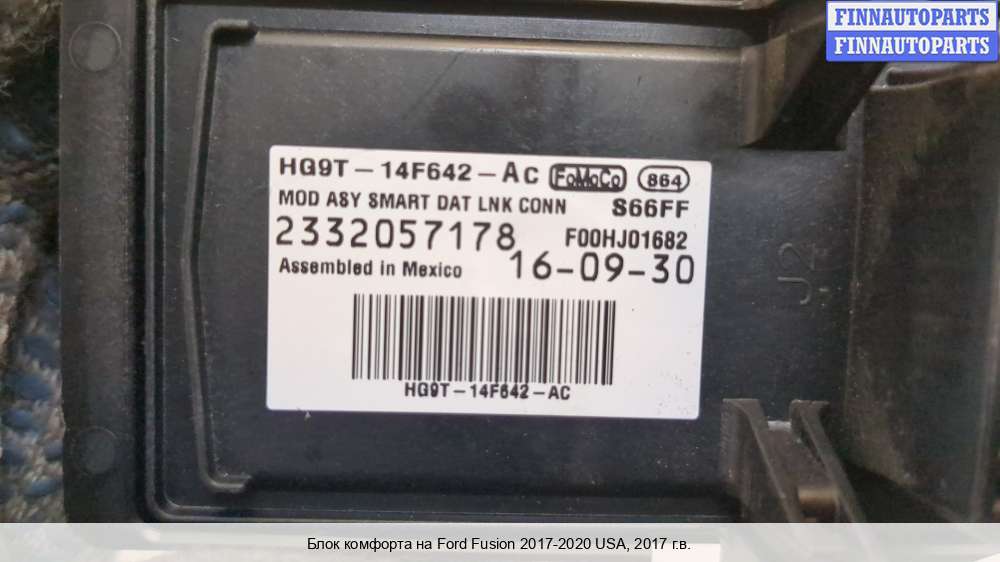 FINNAUTOPARTS
FINNAUTOPARTS
HG9T-14F642-AC FoMoCo 864
MOD ASY SMART DAT LNK CONN S66FF
2332057178 F00HJ01682
Assembled in Mexico 16-09-30
HG9T-14F642-AC
J2
Блок комфорта на Ford Fusion 2017-2020 USA, 2017 г.в.